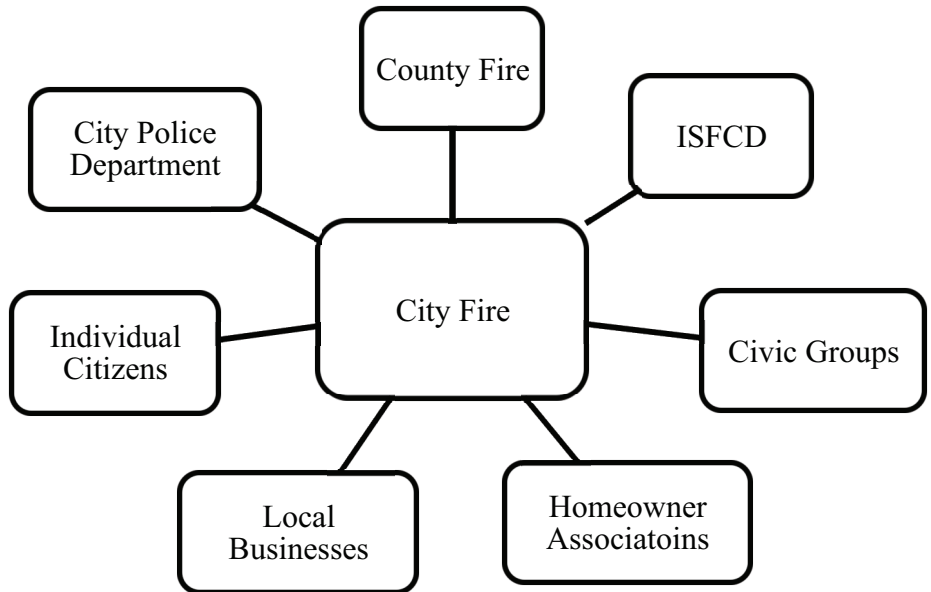 County Fire
City Police
Department
ISFCD
City Fire
Individual
Citizens
Civic Groups
Local
Businesses
Homeowner
Associatoins